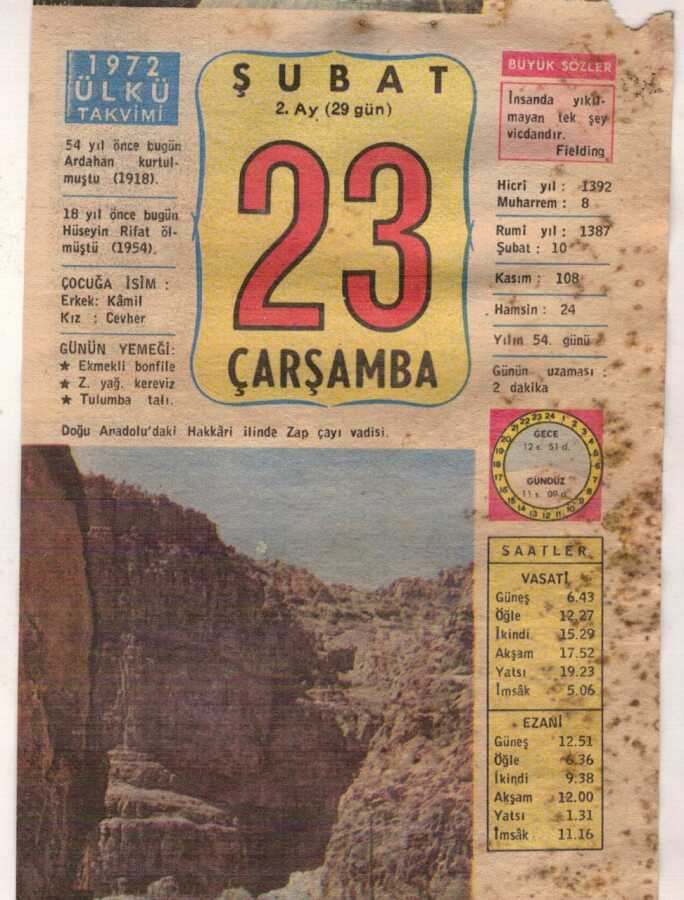 1972
ÜLKÜ
TAKVİMİ
54 yıl önce bugün
Ardahan kurtul-
muştu (1918).
18 yıl önce bugün
Hüseyin Rifat öl-
müştü (1954).
ÇOCUĞA İSİM :
Erkek: Kâmil
Kız : Cevher
GÜNÜN YEMEĞİ:
★ Ekmekli bonfile
★ Z. yağ. kereviz
★ Tulumba tatı.
ŞUBAT
2. Ay (29 gün)
23
ÇARŞAMBA
BÜYÜK SÖZLER
İnsanda yıkıl-
mayan tek şey
vicdandır.
Fielding
Hicrî yıl : 1392
Muharrem : 8
Rumî yıl : 1387
Şubat : 10
Kasım : 108
Hamsin : 24
Yılın 54. günü
Günün uzaması :
2 dakika
Doğu Anadolu'daki Hakkâri ilinde Zap çayı vadisi.
GECE
12 s. 51 d.
GÜNDÜZ
11 s. 09 d.
SAATLER
VASATİ
Güneş 6.43
Öğle 12.27
İkindi 15.29
Akşam 17.52
Yatsı 19.23
İmsâk 5.06
EZANİ
Güneş 12.51
Öğle 6.36
İkindi 9.38
Akşam 12.00
Yatsı 1.31
İmsâk 11.16